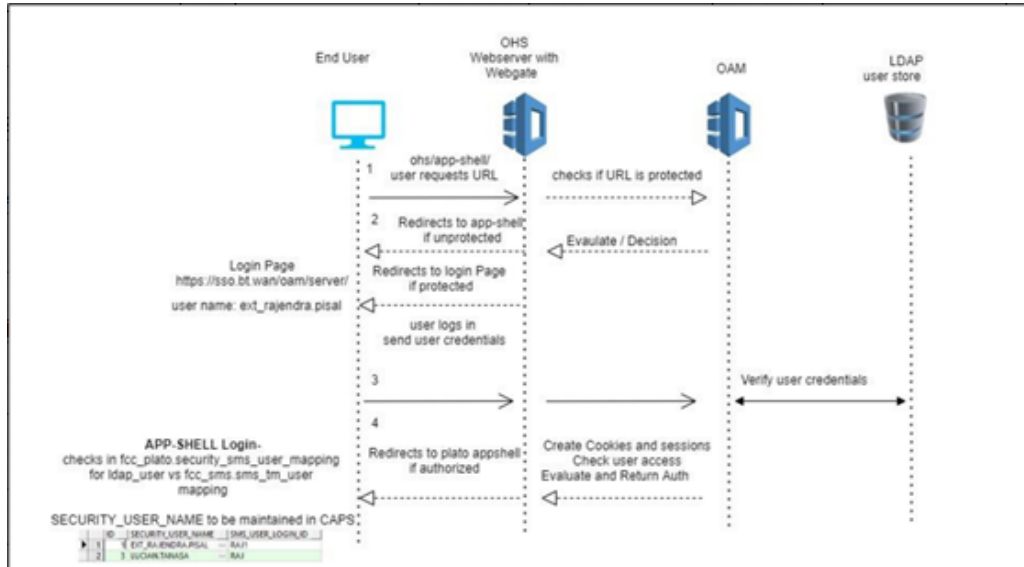 End User
OHS
Webserver with
Webgate
OAM
LDAP
user store
1
ohs/app-shell/
user requests URL
checks if URL is protected
2
Redirects to app-shell
if unprotected
Evaulate / Decision
Login Page
https://sso.bt.wan/oam/server/
user name: ext_rajendra.pisal
Redirects to login Page
if protected
user logs in
send user credentials
3
Verify user credentials
4
APP-SHELL Login-
checks in fcc_plato.security_sms_user_mapping
for ldap_user vs fcc_sms.sms_tm_user
mapping
Redirects to plato appshell
if authorized
Create Cookies and sessions
Check user access
Evaluate and Return Auth
SECURITY_USER_NAME to be maintained in CAPS
ID SECURITY_USER_NAME SMS_USER_LOGIN_ID
1 EXT_RAJENDRA.PISAL ... RAJ1
2 3 LUCIAN.TANASA ... RAJ